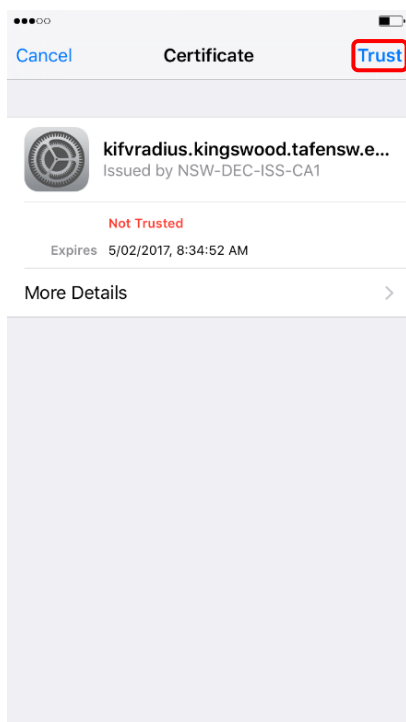 Cancel Certificate Trust
kifvradius.kingswood.tafensw.e...
Issued by NSW-DEC-ISS-CA1
Not Trusted
Expires 5/02/2017, 8:34:52 AM
More Details